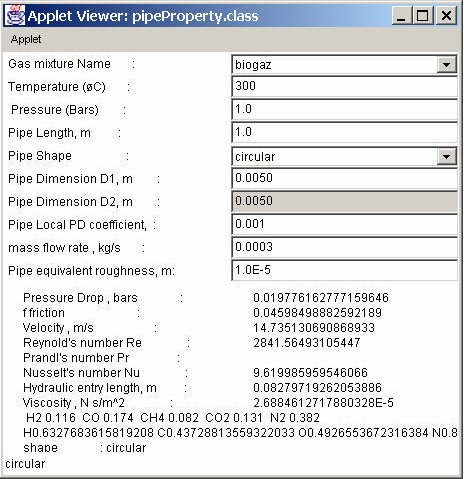 Applet Viewer: pipeProperty.class
Applet
Gas mixture Name : biogaz
Temperature (øC) : 300
Pressure (Bars) : 1.0
Pipe Length, m : 1.0
Pipe Shape : circular
Pipe Dimension D1, m : 0.0050
Pipe Dimension D2, m : 0.0050
Pipe Local PD coefficient, : 0.001
mass flow rate , kg/s : 0.0003
Pipe equivalent roughness, m: 1.0E-5
Pressure Drop , bars : 0.019776162777159646
f friction : 0.04598498882592189
Velocity , m/s : 14.735130690868933
Reynold's number Re : 2841.56493105447
Prandl's number Pr :
Nusselt's number Nu : 9.619985959546066
Hydraulic entry length, m : 0.08279719262053886
Viscosity , N s/m^2 : 2.6884612717880328E-5
H2 0.116 CO 0.174 CH4 0.082 CO2 0.131 N2 0.382
H0.6327683615819208 C0.43728813559322033 O0.4926553672316384 N0.8
shape : circular
circular